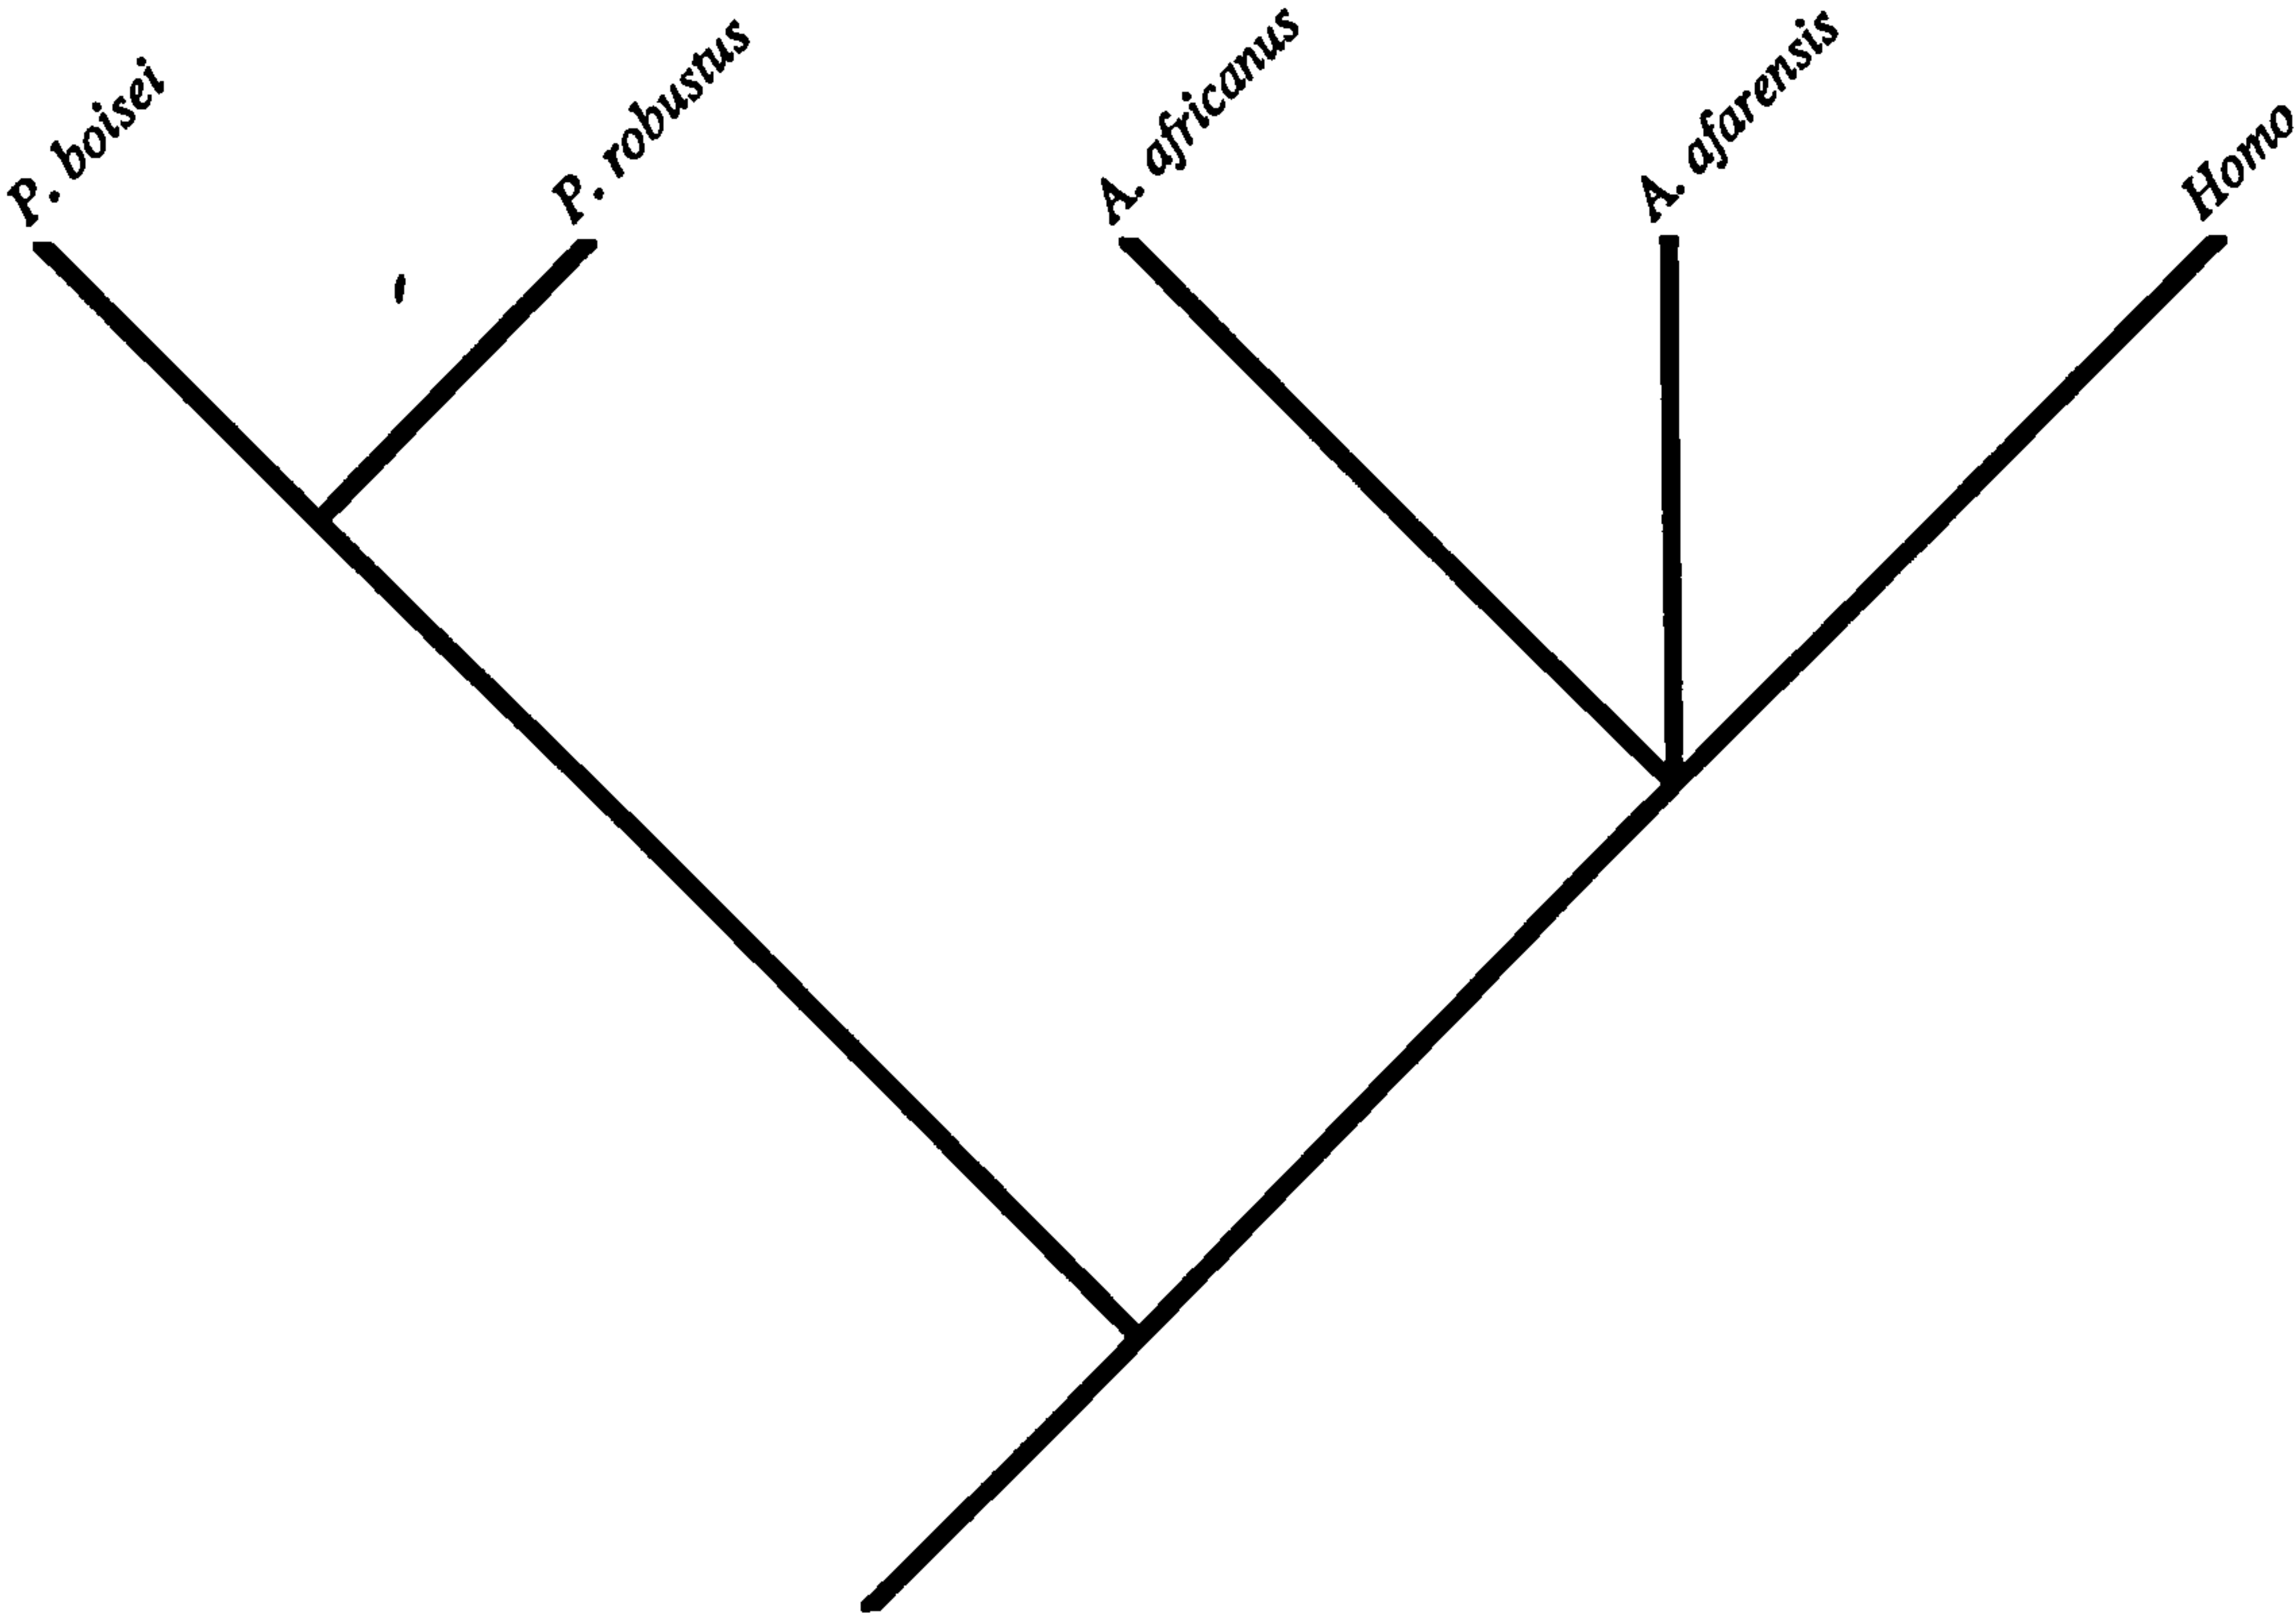 P. boisei
P. robustus
A. africanus
A. afarensis
Homo